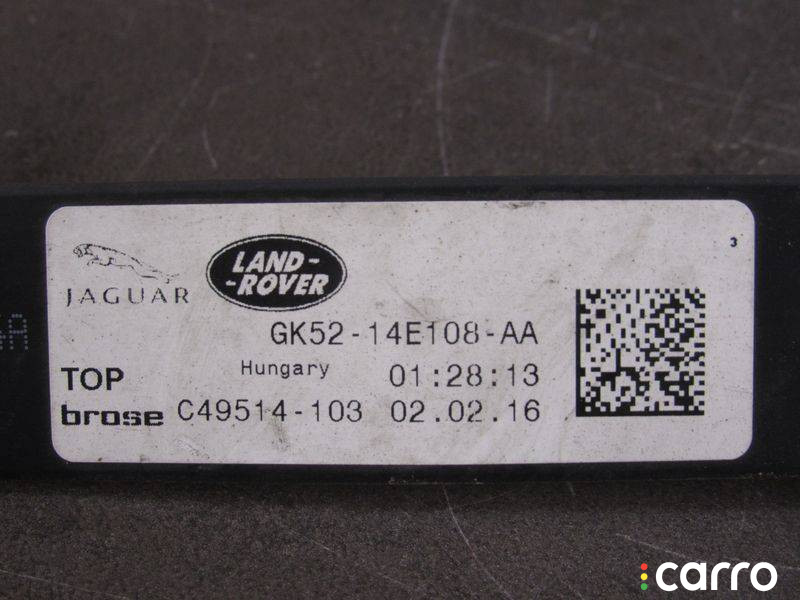 3
JAGUAR
LAND-
-ROVER
GK52-14E108-AA
TOP
Hungary 01:28:13
brose C49514-103 02.02.16
carro